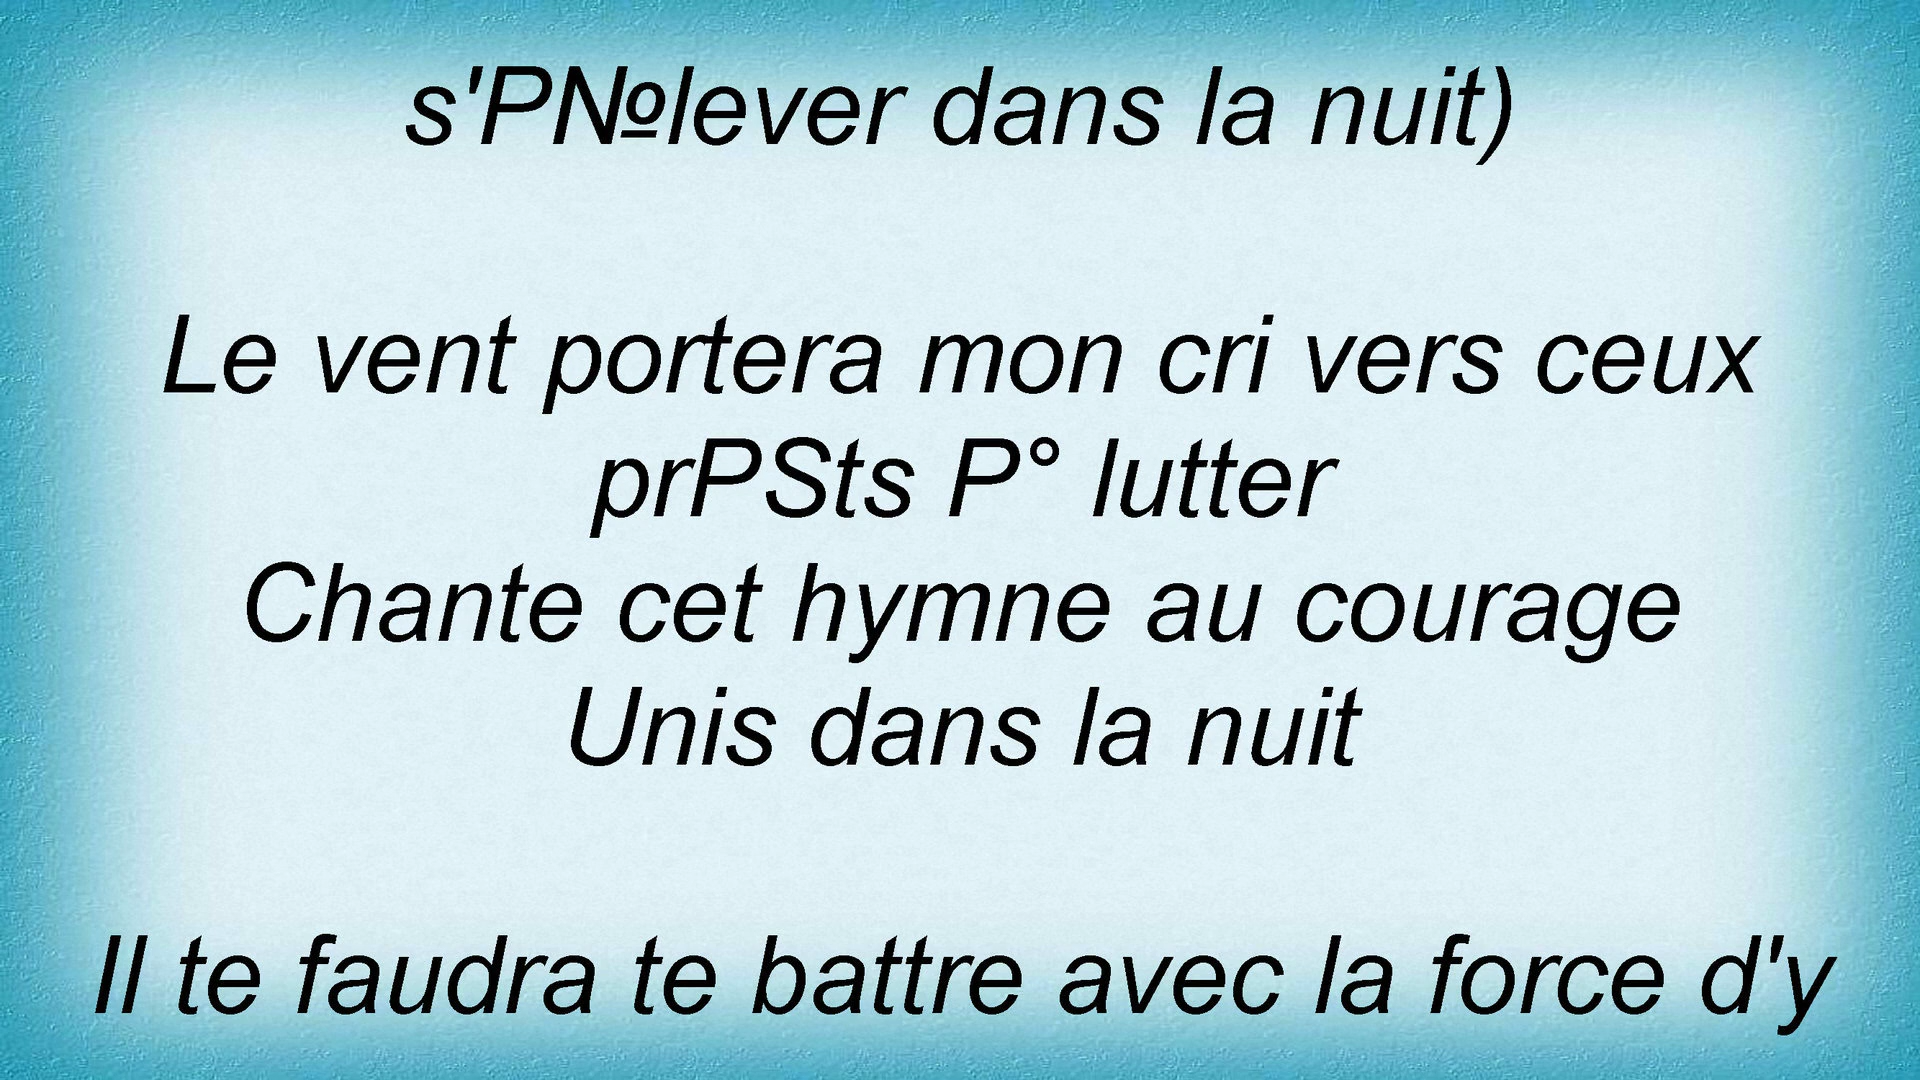 s'PNºlever dans la nuit)
Le vent portera mon cri vers ceux
prPSts P° lutter
Chante cet hymne au courage
Unis dans la nuit
Il te faudra te battre avec la force d'y